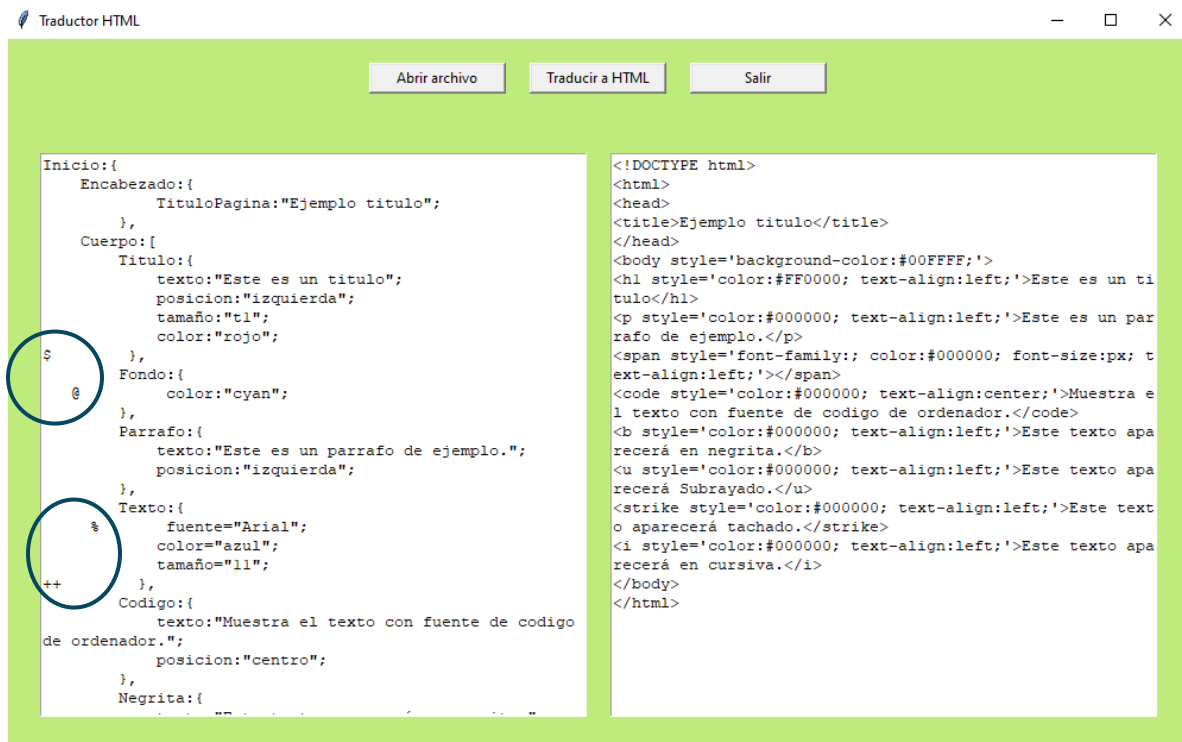 Traductor HTML
Abrir archivo
Traducir a HTML
Salir
Inicio:{
    Encabezado:{
            TituloPagina:"Ejemplo titulo";
        },
    Cuerpo:[
        Titulo:{
            texto:"Este es un titulo";
            posicion:"izquierda";
            tamaño:"t1";
            color:"rojo";
$        },
        Fondo:{
   @         color:"cyan";
        },
        Parrafo:{
            texto:"Este es un parrafo de ejemplo.";
            posicion:"izquierda";
        },
        Texto:{
     %       fuente="Arial";
            color="azul";
            tamaño="11";
++        },
        Codigo:{
            texto:"Muestra el texto con fuente de codigo
de ordenador.";
            posicion:"centro";
        },
        Negrita:{
<!DOCTYPE html>
<html>
<head>
<title>Ejemplo titulo</title>
</head>
<body style='background-color:#00FFFF;'>
<h1 style='color:#FF0000; text-align:left;'>Este es un ti
tulo</h1>
<p style='color:#000000; text-align:left;'>Este es un par
rafo de ejemplo.</p>
<span style='font-family:; color:#000000; font-size:px; t
ext-align:left;'></span>
<code style='color:#000000; text-align:center;'>Muestra e
l texto con fuente de codigo de ordenador.</code>
<b style='color:#000000; text-align:left;'>Este texto apa
recerá en negrita.</b>
<u style='color:#000000; text-align:left;'>Este texto apa
recerá Subrayado.</u>
<strike style='color:#000000; text-align:left;'>Este text
o aparecerá tachado.</strike>
<i style='color:#000000; text-align:left;'>Este texto apa
recerá en cursiva.</i>
</body>
</html>